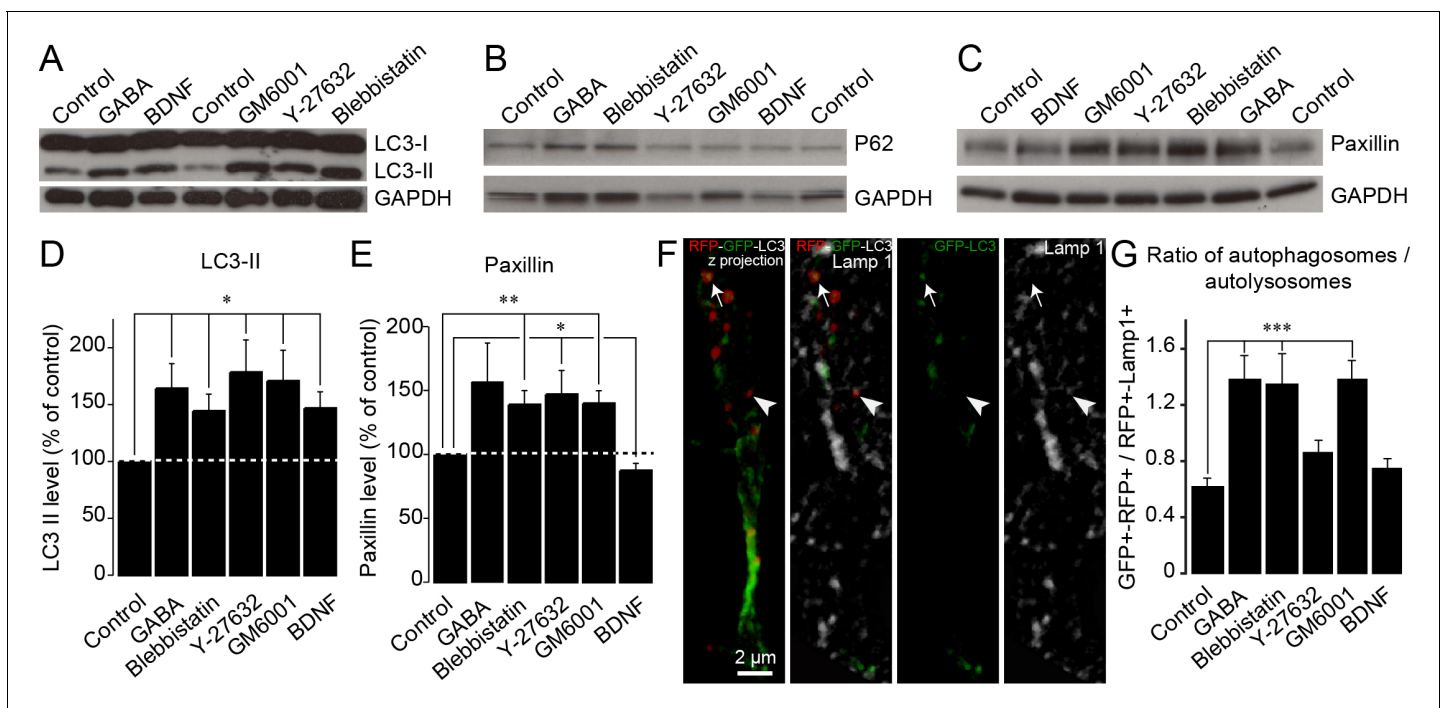 A
Control
GABA
BDNF
Control
GM6001
Y-27632
Blebbistatin
LC3-I
LC3-II
GAPDH
B
Control
GABA
Blebbistatin
Y-27632
GM6001
BDNF
Control
P62
GAPDH
C
Control
BDNF
GM6001
Y-27632
Blebbistatin
GABA
Control
Paxillin
GAPDH
D
LC3-II
*
LC3 II level (% of control)
200
150
100
50
0
Control
GABA
Blebbistatin
Y-27632
GM6001
BDNF
E
Paxillin
**
*
Paxillin level (% of control)
200
150
100
50
0
Control
GABA
Blebbistatin
Y-27632
GM6001
BDNF
F
RFP-GFP-LC3
z projection
2 µm
RFP-GFP-LC3
Lamp 1
GFP-LC3
Lamp 1
G
Ratio of autophagosomes /
autolysosomes
***
GFP+-RFP+ / RFP+-Lamp1+
1.6
1.2
0.8
0.4
0
Control
GABA
Blebbistatin
Y-27632
GM6001
BDNF